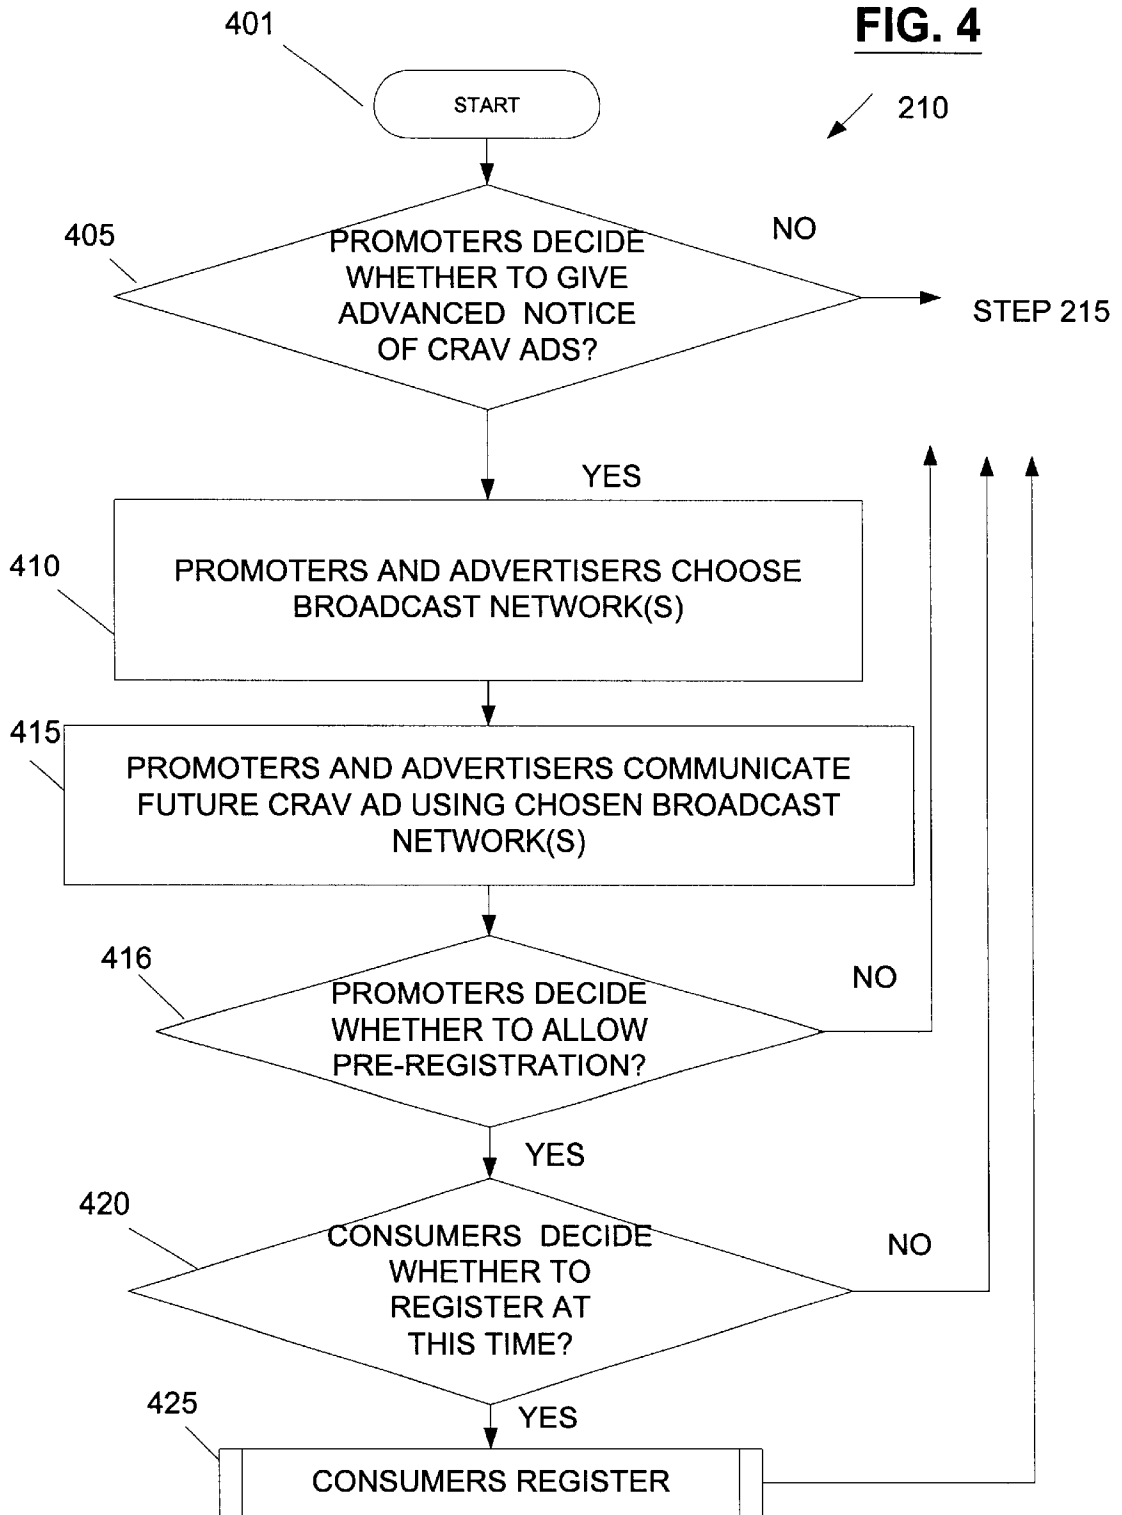 FIG. 4
401
START
210
405
PROMOTERS DECIDE
WHETHER TO GIVE
ADVANCED NOTICE
OF CRAV ADS?
NO
STEP 215
YES
410
PROMOTERS AND ADVERTISERS CHOOSE
BROADCAST NETWORK(S)
415
PROMOTERS AND ADVERTISERS COMMUNICATE
FUTURE CRAV AD USING CHOSEN BROADCAST
NETWORK(S)
416
PROMOTERS DECIDE
WHETHER TO ALLOW
PRE-REGISTRATION?
NO
YES
420
CONSUMERS DECIDE
WHETHER TO
REGISTER AT
THIS TIME?
NO
YES
425
CONSUMERS REGISTER